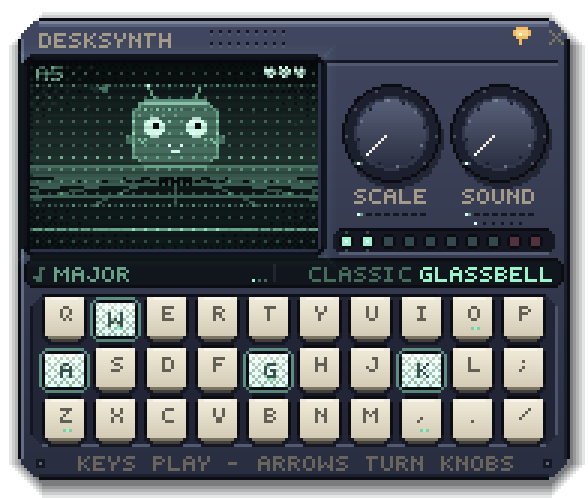 DESKSYNTH
A5
SCALE SOUND
MAJOR ... CLASSIC GLASSBELL
Q W E R T Y U I O P
A S D F G H J K L ;
Z X C V B N M , . /
KEYS PLAY - ARROWS TURN KNOBS